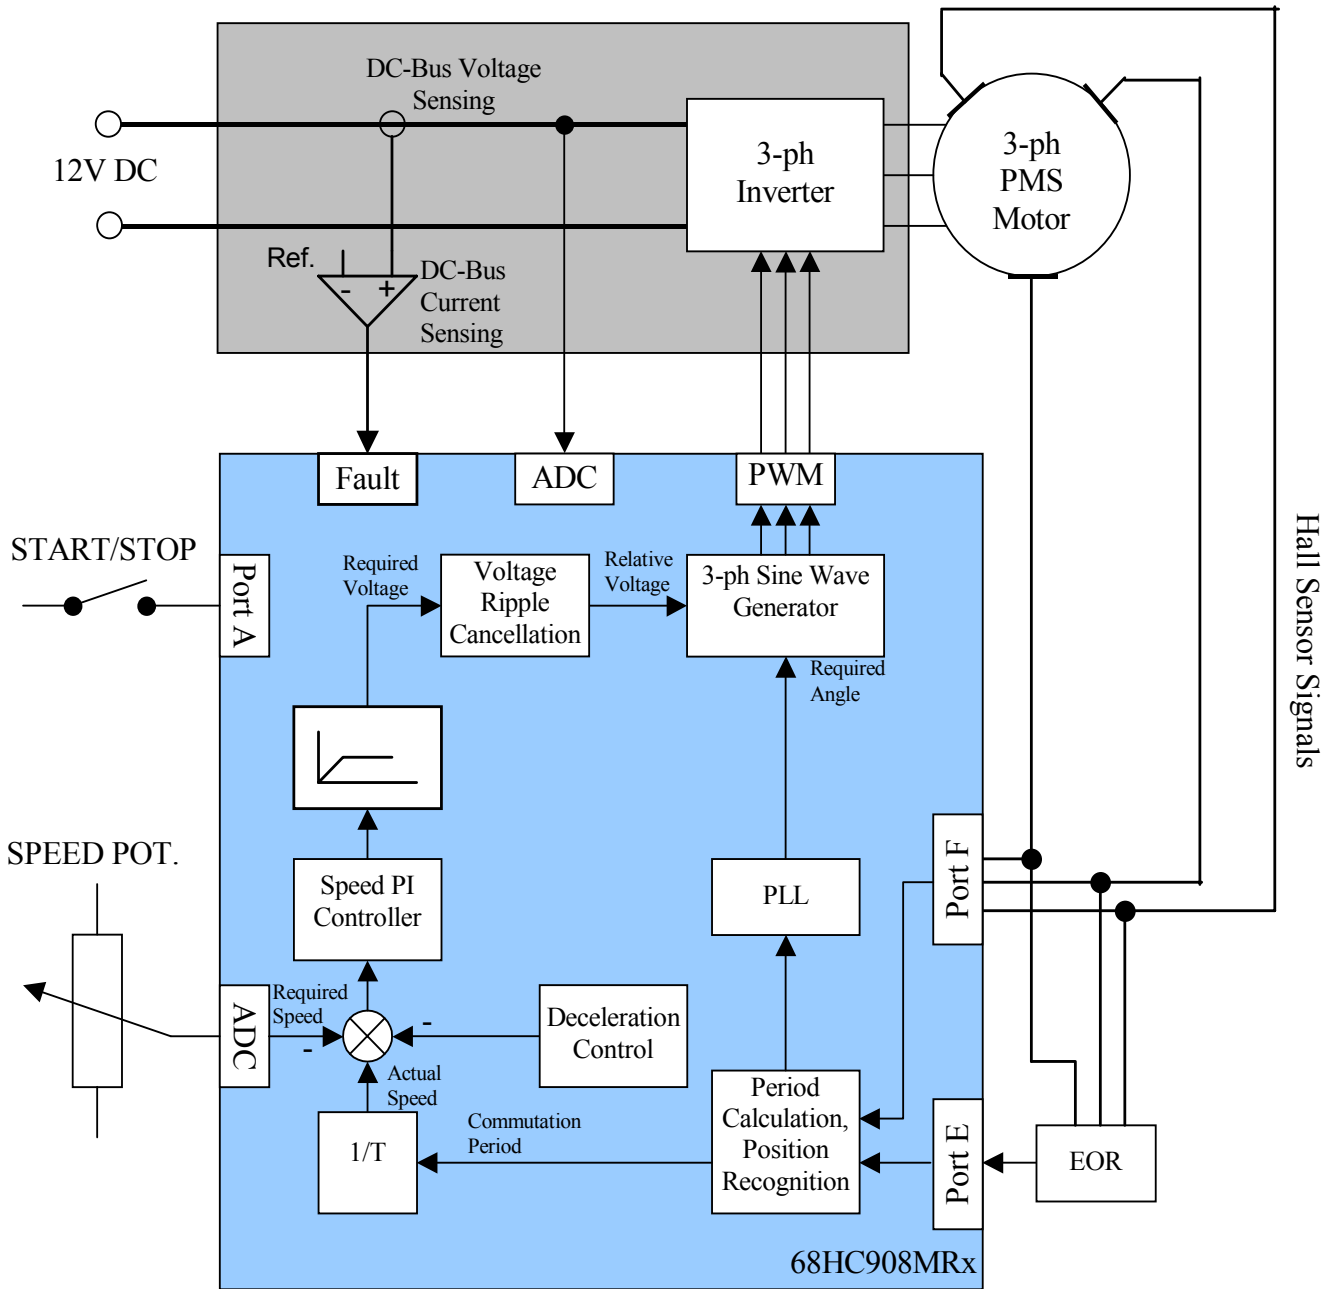 DC-Bus Voltage
Sensing
12V DC
3-ph
Inverter
3-ph
PMS
Motor
Ref.
-
+
DC-Bus
Current
Sensing
Fault
ADC
PWM
START/STOP
Port A
Required
Voltage
Voltage
Ripple
Cancellation
Relative
Voltage
3-ph Sine Wave
Generator
Required
Angle
Hall Sensor Signals
SPEED POT.
Speed PI
Controller
PLL
Port F
ADC
Required
Speed
-
-
Deceleration
Control
Actual
Speed
1/T
Commutation
Period
Period
Calculation,
Position
Recognition
Port E
EOR
68HC908MRx